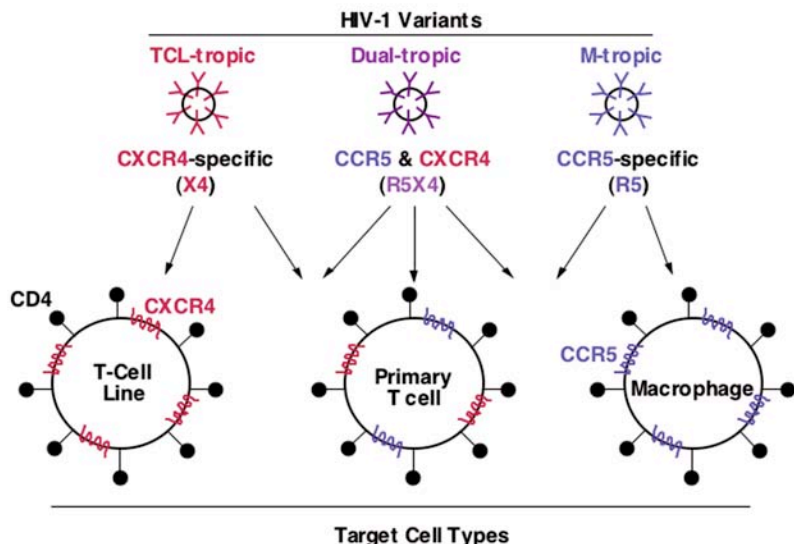 HIV-1 Variants
TCL-tropic
Dual-tropic
M-tropic
CXCR4-specific
(X4)
CCR5 & CXCR4
(R5X4)
CCR5-specific
(R5)
CD4
CXCR4
T-Cell
Line
Primary
T cell
CCR5
Macrophage
Target Cell Types